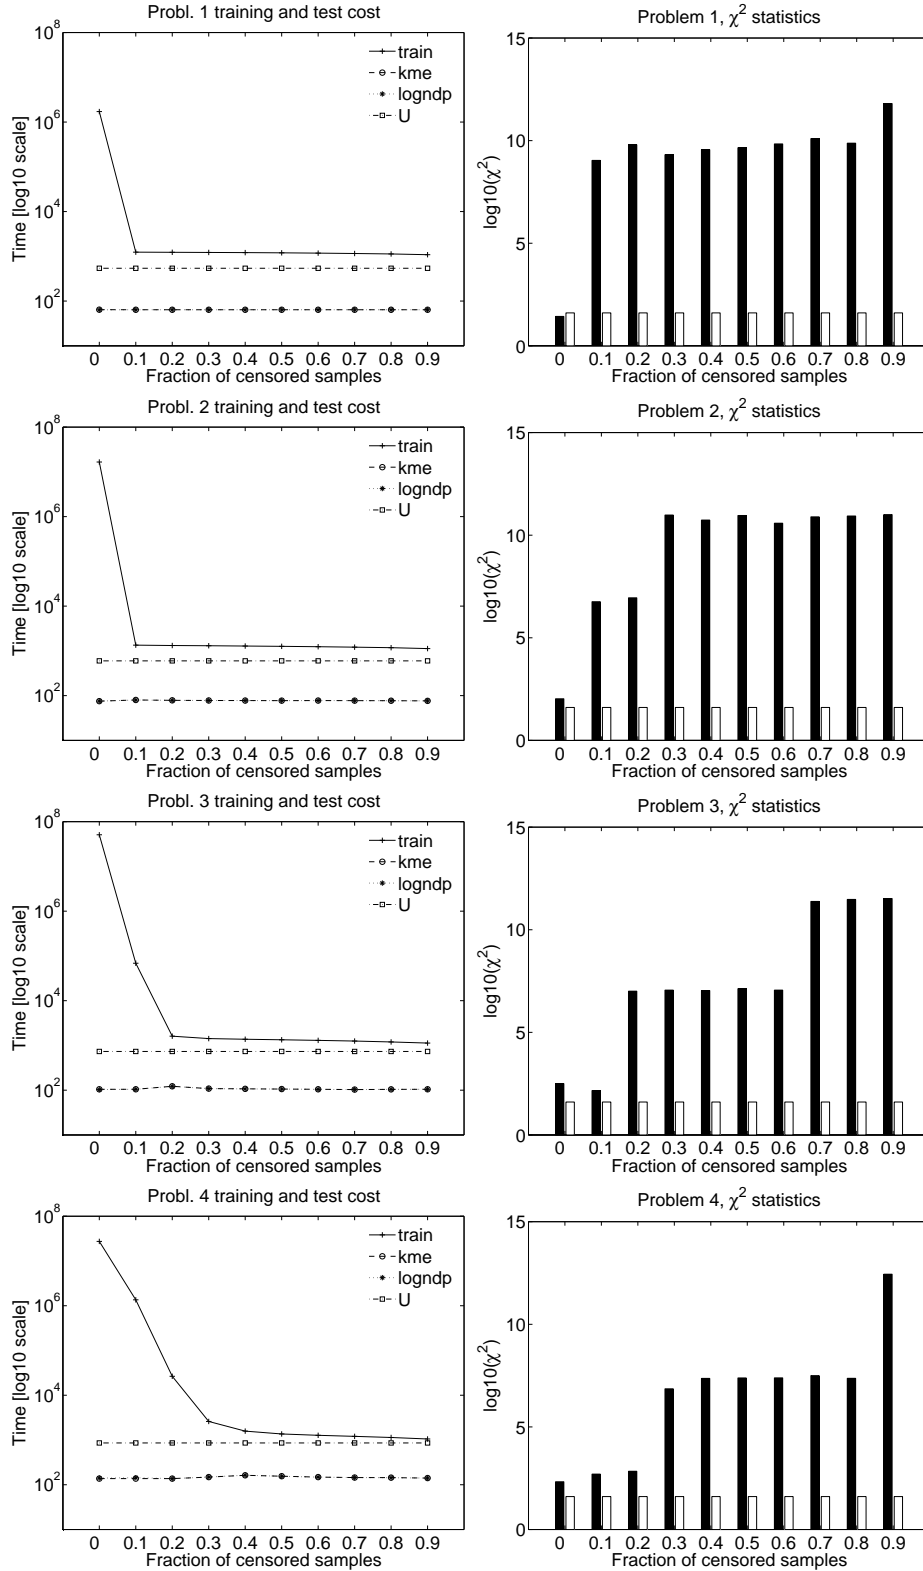 Probl. 1 training and test cost
Time [log10 scale]
10^8
10^6
10^4
10^2
train
kme
logndp
U
0 0.1 0.2 0.3 0.4 0.5 0.6 0.7 0.8 0.9
Fraction of censored samples
Problem 1, χ^2 statistics
log10(χ^2)
15
10
5
0
0 0.1 0.2 0.3 0.4 0.5 0.6 0.7 0.8 0.9
Fraction of censored samples
Probl. 2 training and test cost
Time [log10 scale]
10^8
10^6
10^4
10^2
train
kme
logndp
U
0 0.1 0.2 0.3 0.4 0.5 0.6 0.7 0.8 0.9
Fraction of censored samples
Problem 2, χ^2 statistics
log10(χ^2)
15
10
5
0
0 0.1 0.2 0.3 0.4 0.5 0.6 0.7 0.8 0.9
Fraction of censored samples
Probl. 3 training and test cost
Time [log10 scale]
10^8
10^6
10^4
10^2
train
kme
logndp
U
0 0.1 0.2 0.3 0.4 0.5 0.6 0.7 0.8 0.9
Fraction of censored samples
Problem 3, χ^2 statistics
log10(χ^2)
15
10
5
0
0 0.1 0.2 0.3 0.4 0.5 0.6 0.7 0.8 0.9
Fraction of censored samples
Probl. 4 training and test cost
Time [log10 scale]
10^8
10^6
10^4
10^2
train
kme
logndp
U
0 0.1 0.2 0.3 0.4 0.5 0.6 0.7 0.8 0.9
Fraction of censored samples
Problem 4, χ^2 statistics
log10(χ^2)
15
10
5
0
0 0.1 0.2 0.3 0.4 0.5 0.6 0.7 0.8 0.9
Fraction of censored samples